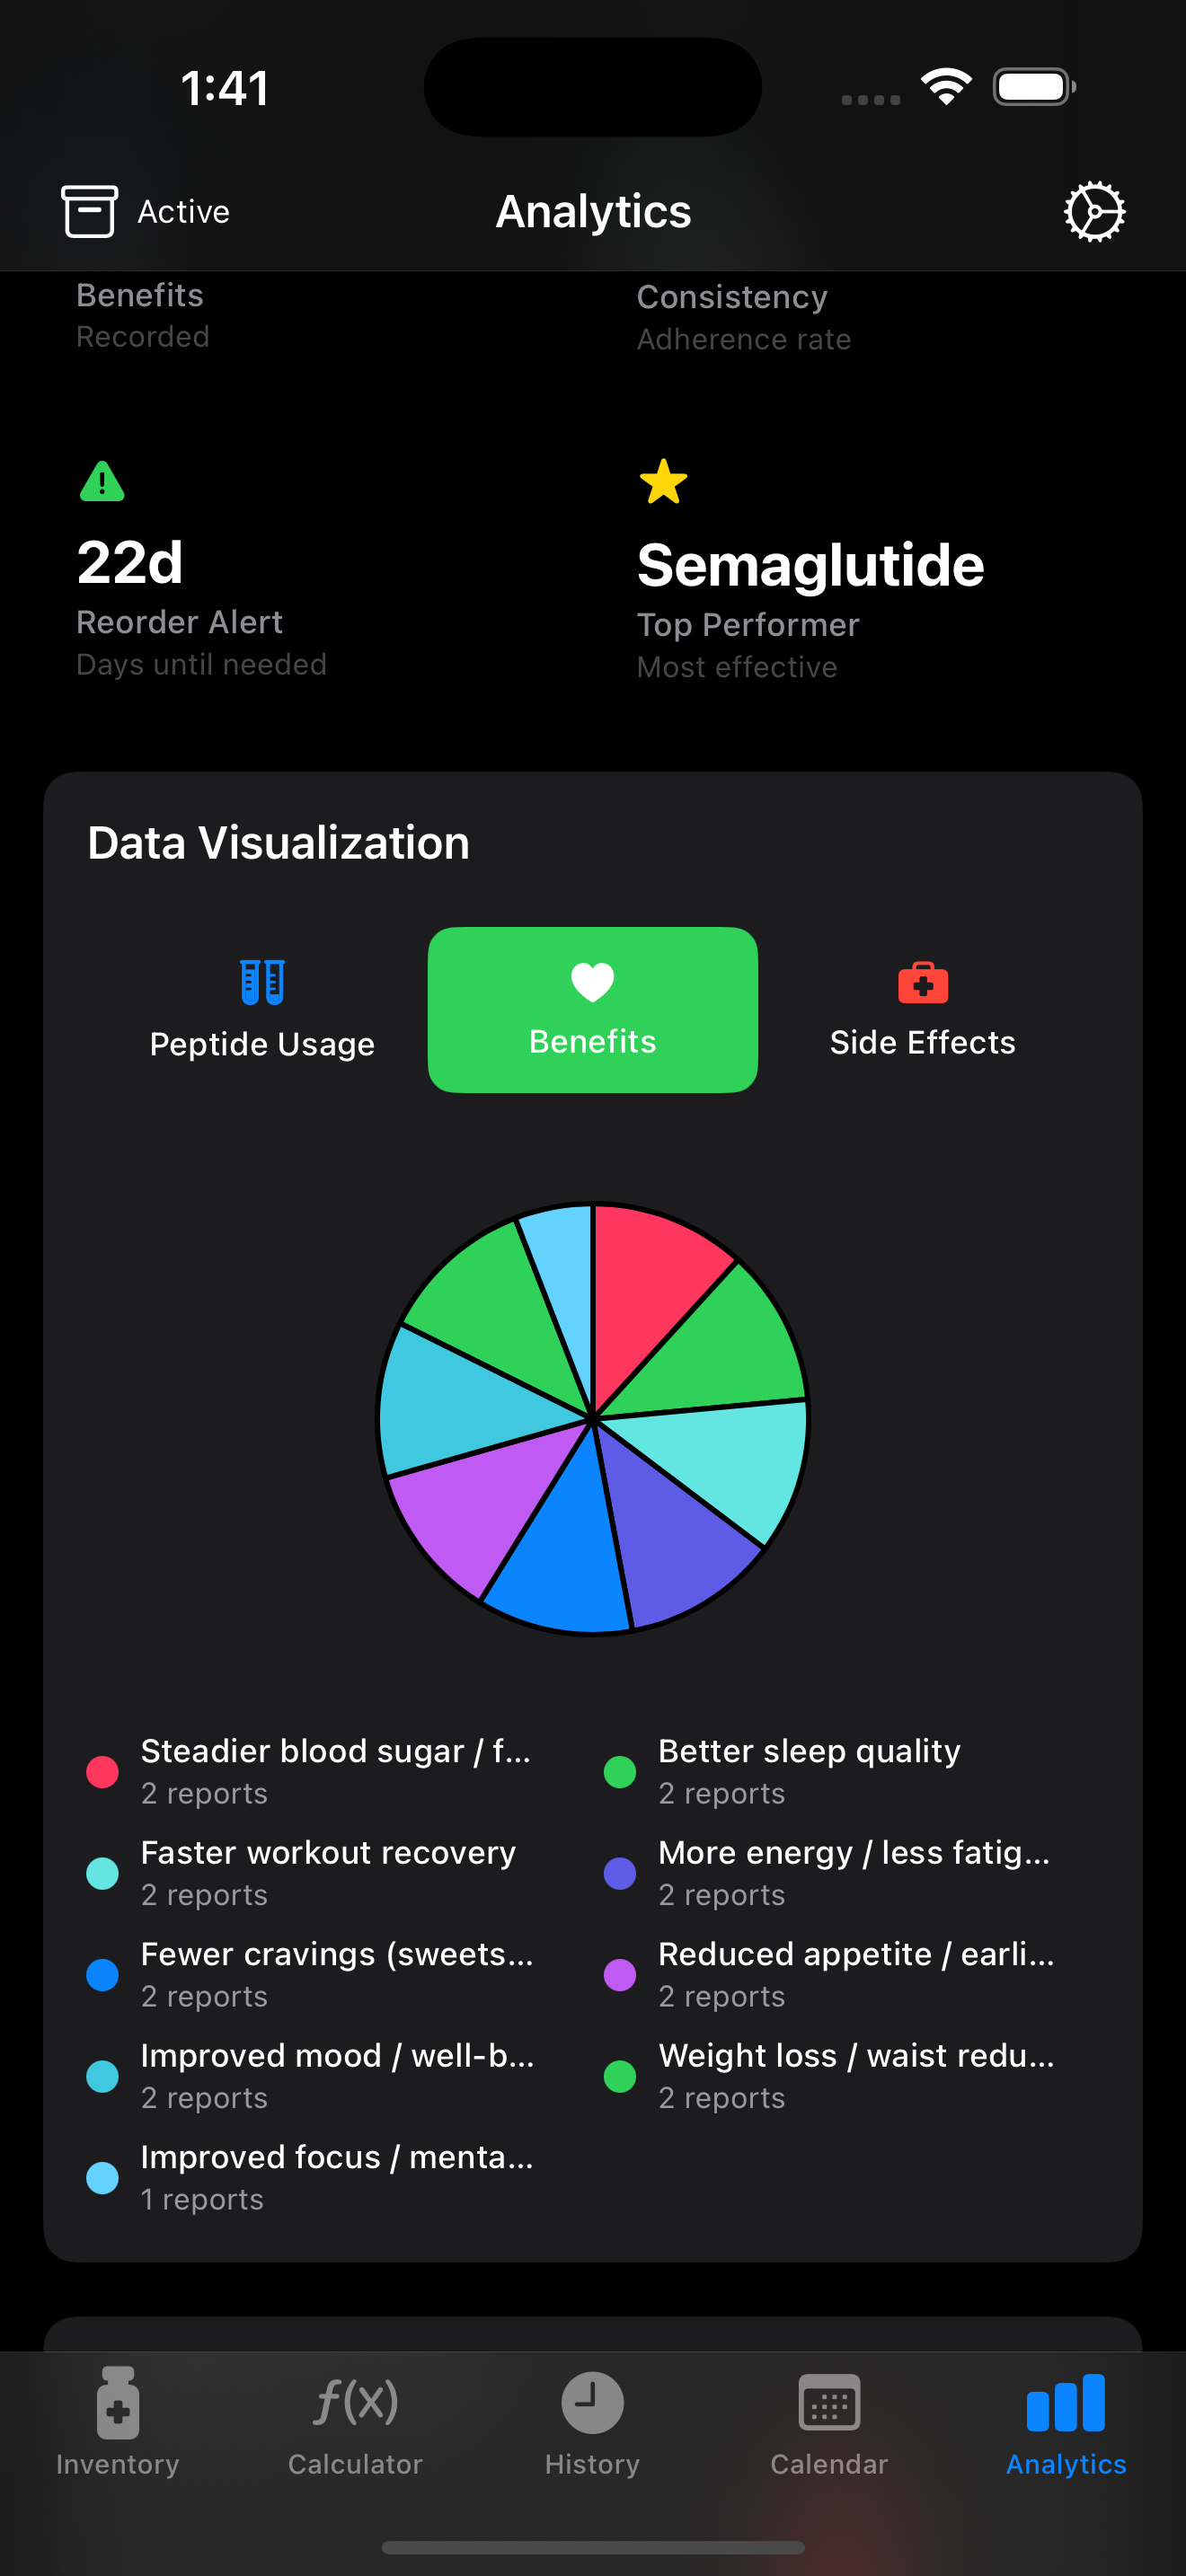 1:41
Active
Analytics
Benefits
Recorded
Consistency
Adherence rate
22d
Reorder Alert
Days until needed
Semaglutide
Top Performer
Most effective
Data Visualization
Peptide Usage
Benefits
Side Effects
Steadier blood sugar / f...
2 reports
Better sleep quality
2 reports
Faster workout recovery
2 reports
More energy / less fatig...
2 reports
Fewer cravings (sweets...
2 reports
Reduced appetite / earli...
2 reports
Improved mood / well-b...
2 reports
Weight loss / waist redu...
2 reports
Improved focus / menta...
1 reports
f(x)
Inventory
Calculator
History
Calendar
Analytics